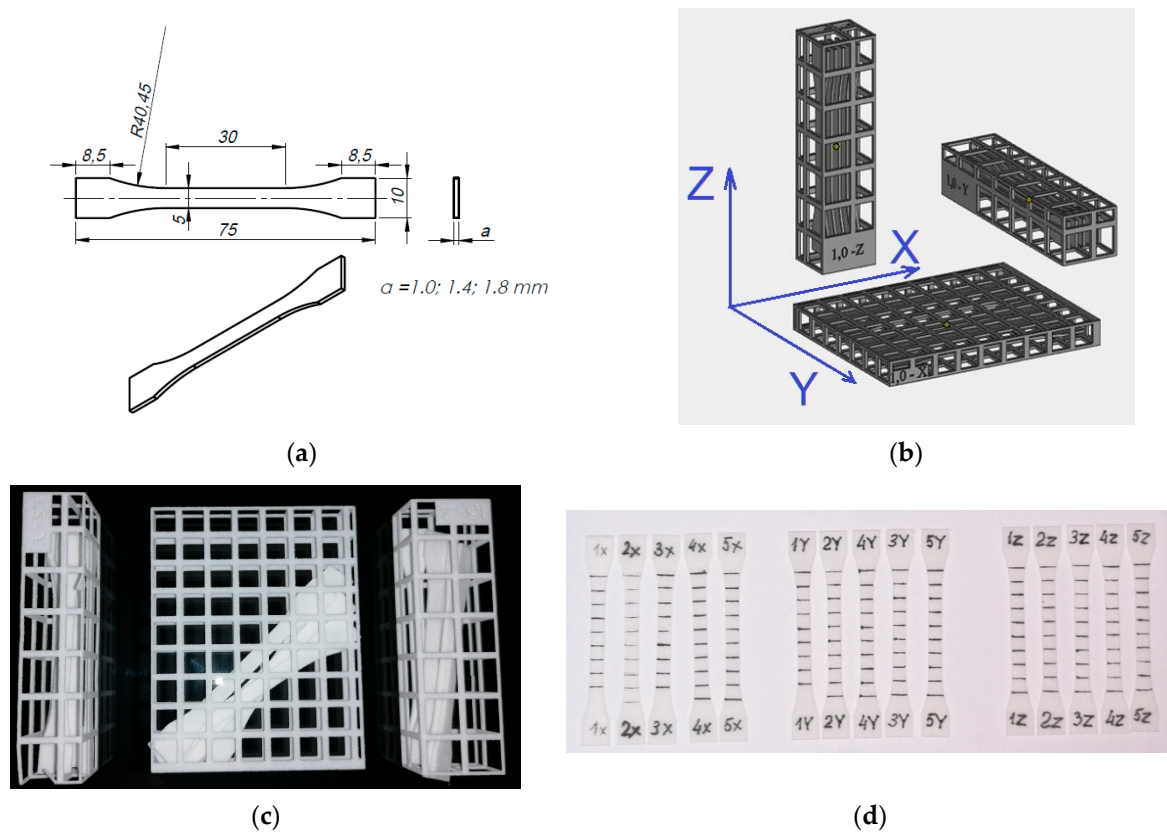 R40,45
30
8,5
8,5
10
5
75
a
a =1.0; 1.4; 1.8 mm
(a)
Z
X
Y
1,0 -Z
1,0 -Y
1,0 - X
(b)
(c)
1x 2x 3x 4x 5x
1Y 2Y 4Y 3Y 5Y
1Z 2Z 3Z 4Z 5Z
1x 2x 3x 4x 5x
1Y 2Y 4Y 3Y 5Y
1Z 2Z 3Z 4Z 5Z
(d)